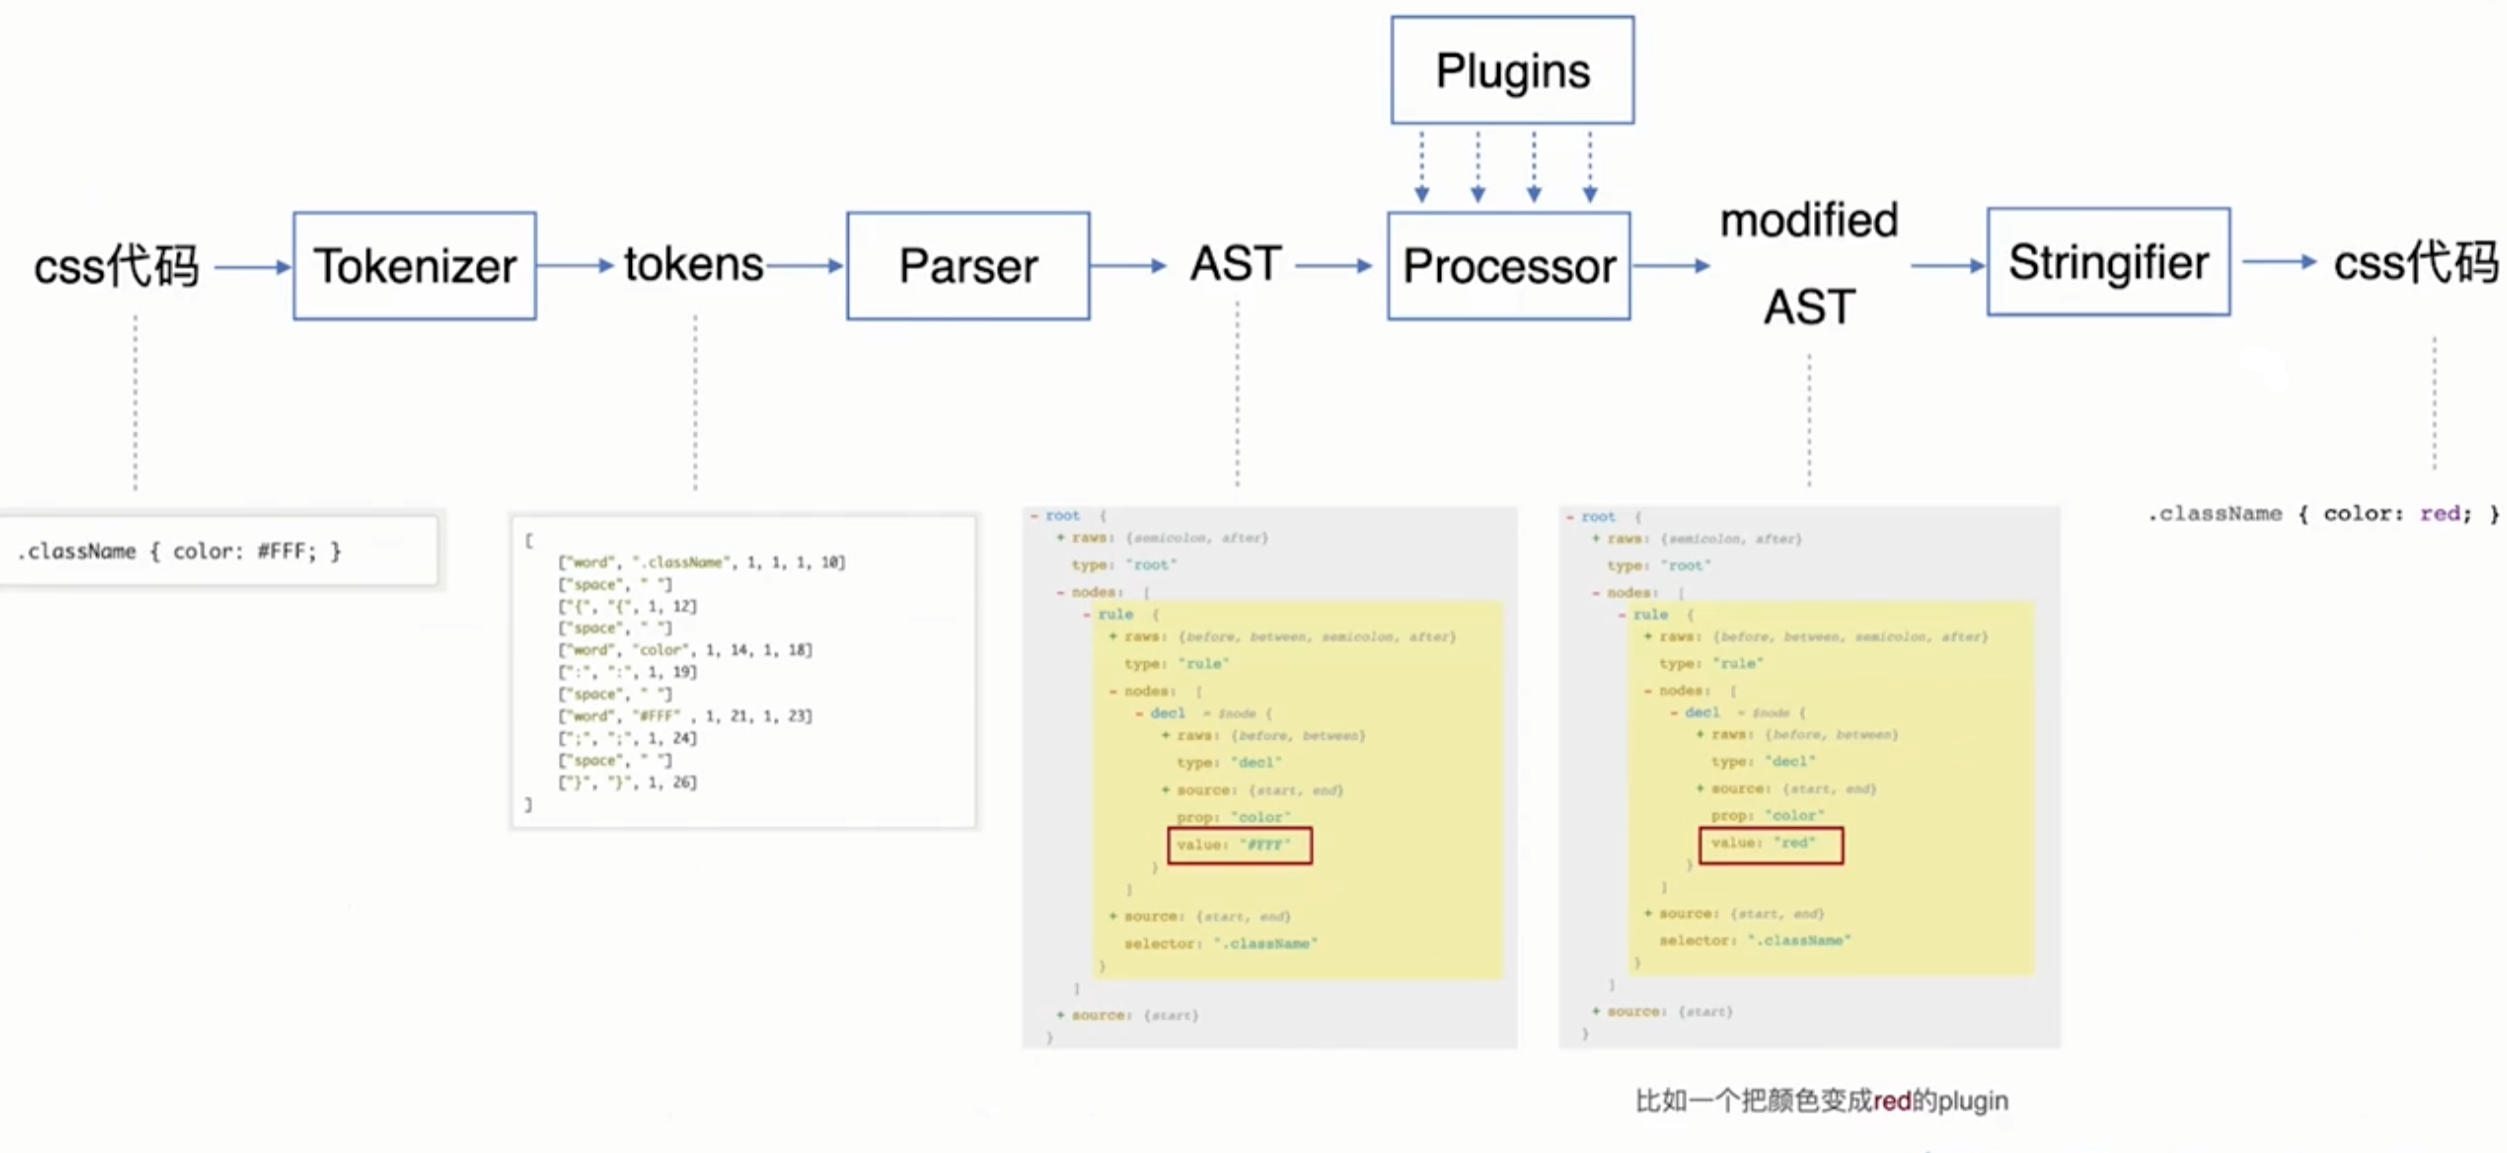 Plugins
css代码
Tokenizer
tokens
Parser
AST
Processor
modified
AST
Stringifier
css代码
.className { color: #FFF; }
[
["word", ".className", 1, 1, 1, 10]
["space", " "]
["{", "{", 1, 12]
["space", " "]
["word", "color", 1, 14, 1, 18]
[":", ":", 1, 19]
["space", " "]
["word", "#FFF" , 1, 21, 1, 23]
[";", ";", 1, 24]
["space", " "]
["}", "}", 1, 26]
]
- root {
+ raws: {semicolon, after}
type: "root"
- nodes: [
- rule {
+ raws: {before, between, semicolon, after}
type: "rule"
- nodes: [
- decl = $node {
+ raws: {before, between}
type: "decl"
+ source: {start, end}
prop: "color"
value: "#FFF"
}
]
+ source: {start, end}
selector: ".className"
}
]
+ source: {start}
}
- root {
+ raws: {semicolon, after}
type: "root"
- nodes: [
- rule {
+ raws: {before, between, semicolon, after}
type: "rule"
- nodes: [
- decl = $node {
+ raws: {before, between}
type: "decl"
+ source: {start, end}
prop: "color"
value: "red"
}
]
+ source: {start, end}
selector: ".className"
}
]
+ source: {start}
}
.className { color: red; }
比如一个把颜色变成red的plugin